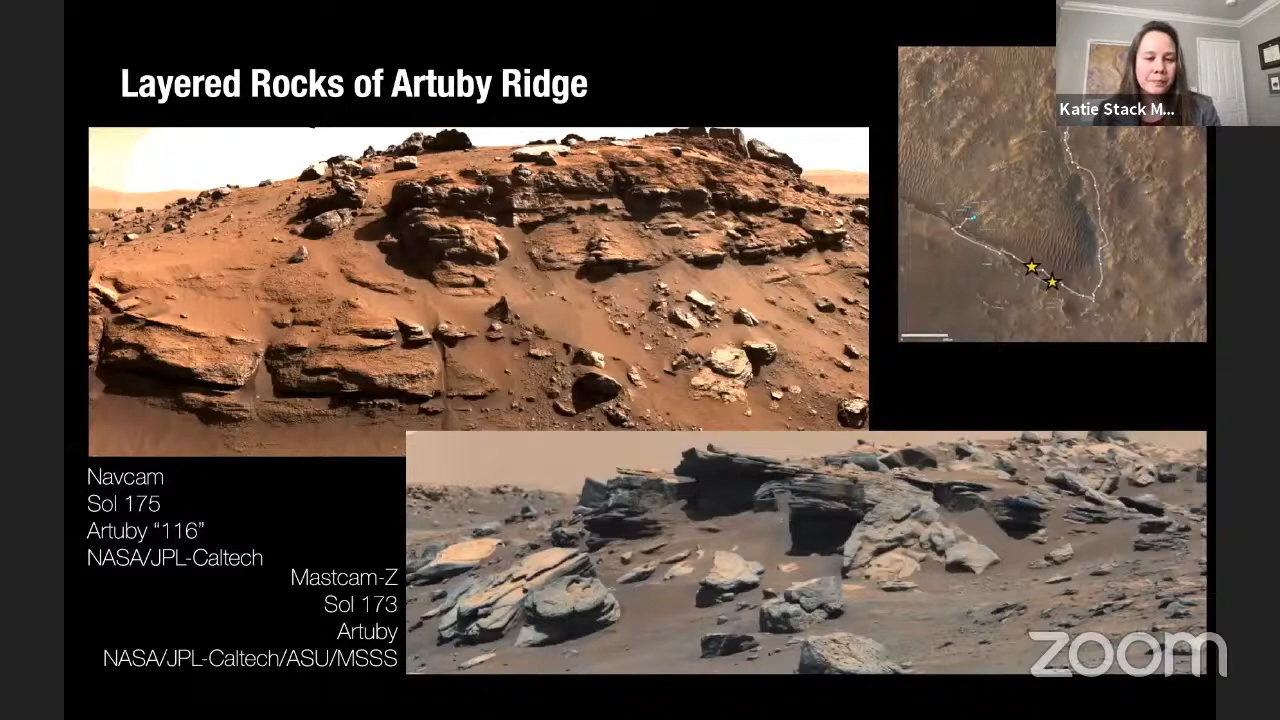 Layered Rocks of Artuby Ridge
Katie Stack M...
Navcam
Sol 175
Artuby “116”
NASA/JPL-Caltech
Mastcam-Z
Sol 173
Artuby
NASA/JPL-Caltech/ASU/MSSS
zoom